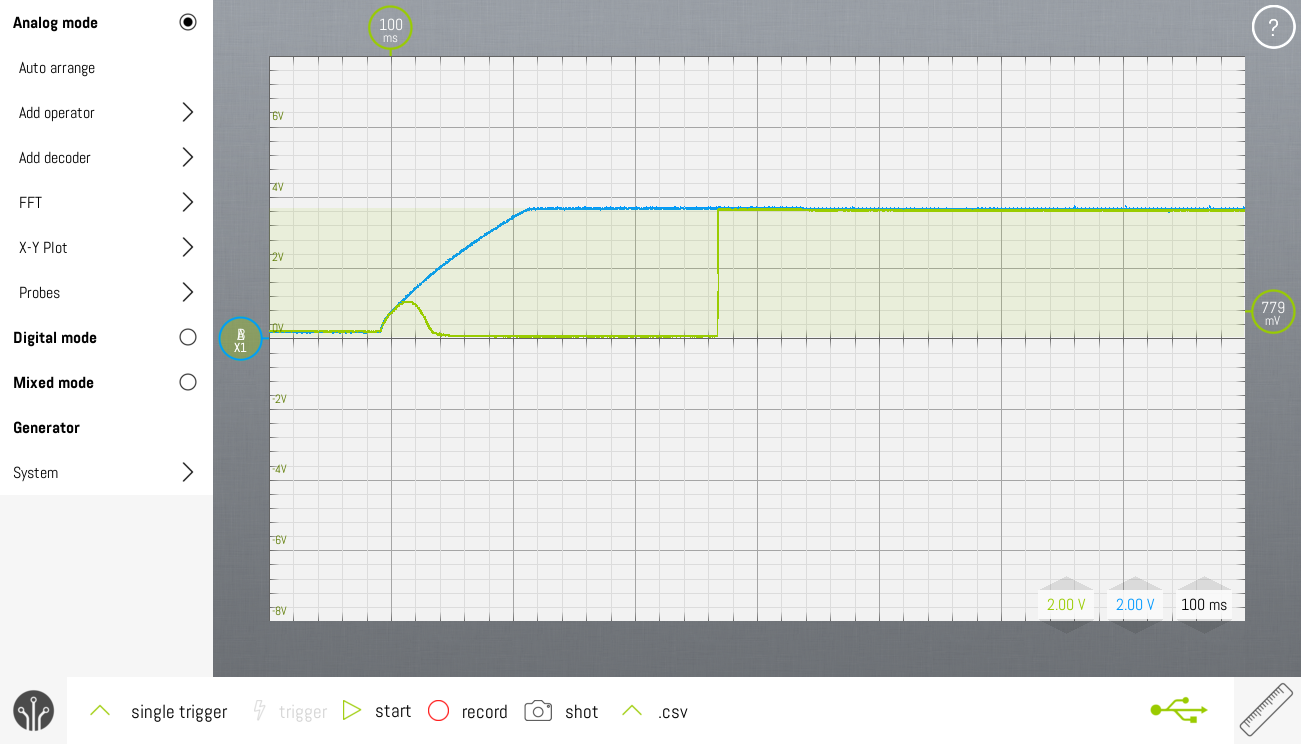 Analog mode
Auto arrange
Add operator
Add decoder
FFT
X-Y Plot
Probes
Digital mode
Mixed mode
Generator
System
100
ms
?
6V
4V
2V
0V
-2V
-4V
-6V
-8V
X1
779
mV
2.00 V
2.00 V
100 ms
single trigger
trigger
start
record
shot
.csv